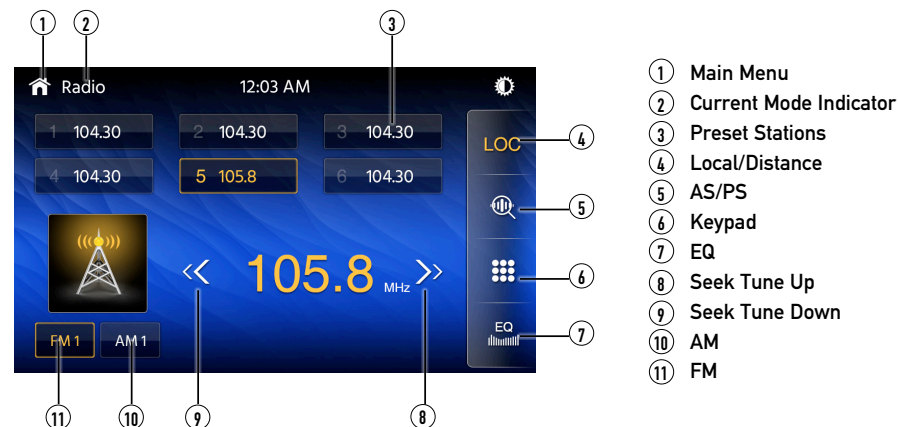 1 2 3
Radio 12:03 AM
1 104.30 2 104.30 3 104.30
4 104.30 5 105.8 6 104.30
LOC
4
5
6
105.8 MHz
EQ
7
FM 1 AM 1
11 10 9 8
1 Main Menu
2 Current Mode Indicator
3 Preset Stations
4 Local/Distance
5 AS/PS
6 Keypad
7 EQ
8 Seek Tune Up
9 Seek Tune Down
10 AM
11 FM